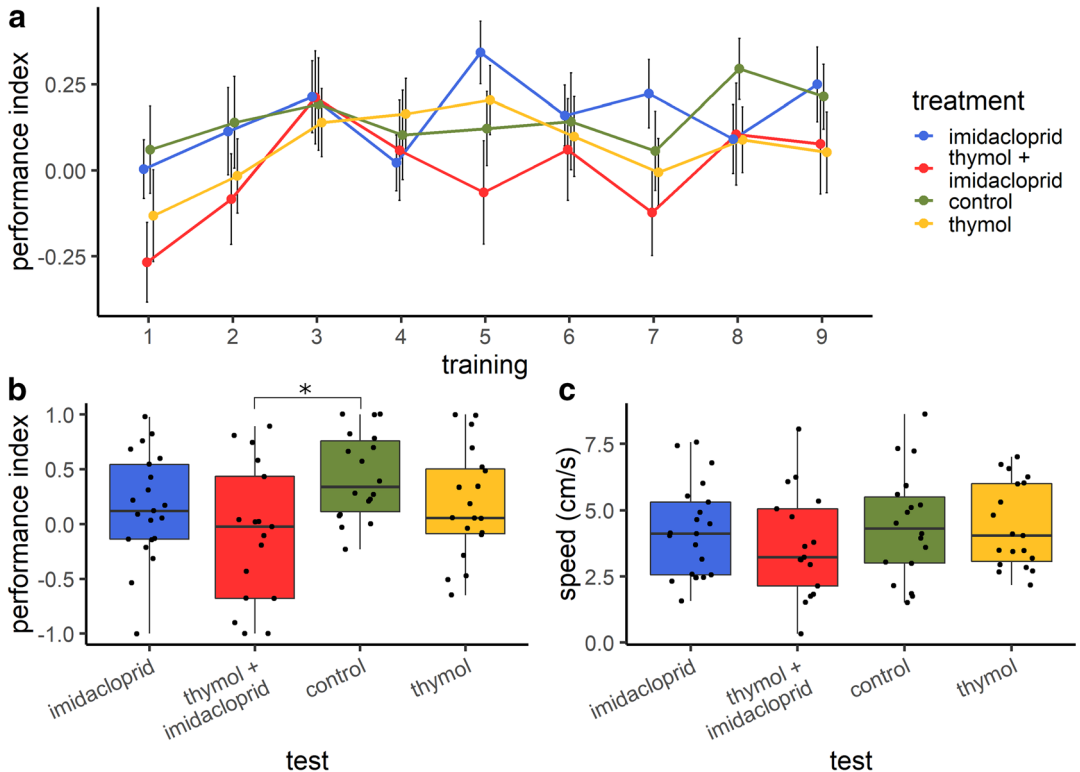 a
performance index
0.25
0.00
-0.25
1 2 3 4 5 6 7 8 9
training
treatment
imidacloprid
thymol +
imidacloprid
control
thymol
b
performance index
1.0
0.5
0.0
-0.5
-1.0
*
imidacloprid
thymol +
imidacloprid
control
thymol
test
c
speed (cm/s)
7.5
5.0
2.5
0.0
imidacloprid
thymol +
imidacloprid
control
thymol
test